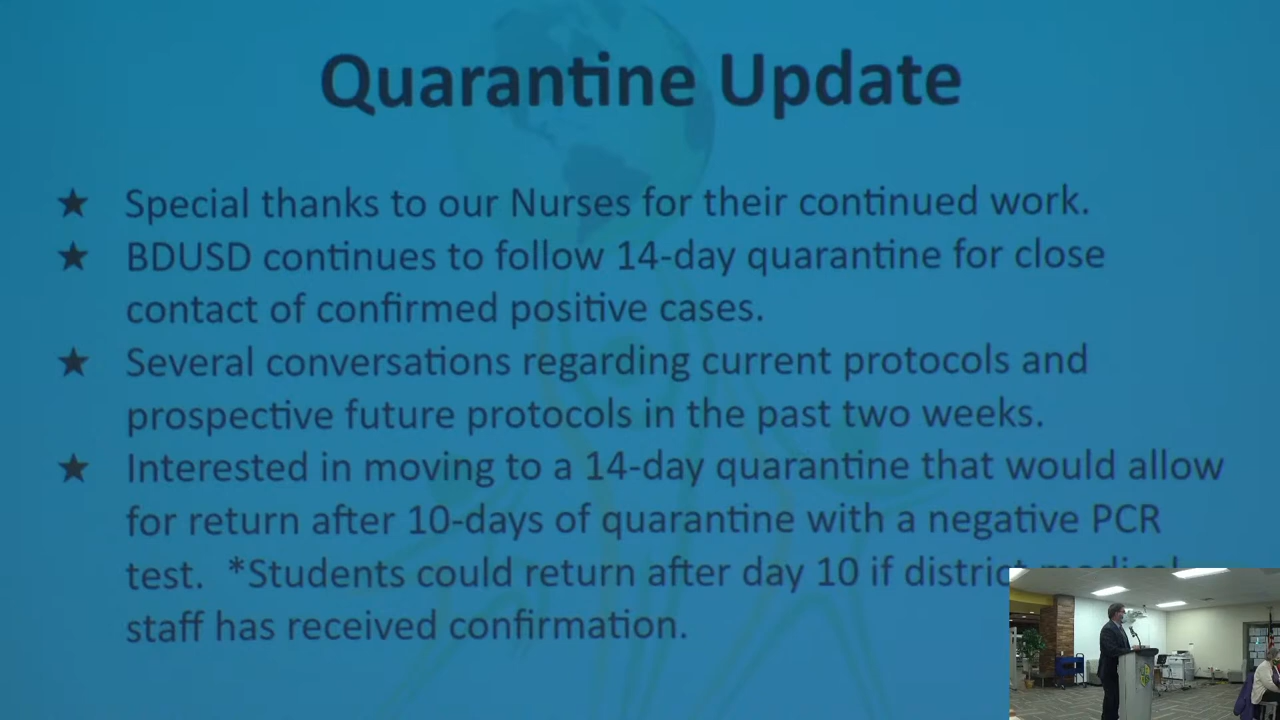 Quarantine Update
★ Special thanks to our Nurses for their continued work.
★ BDUSD continues to follow 14-day quarantine for close
contact of confirmed positive cases.
★ Several conversations regarding current protocols and
prospective future protocols in the past two weeks.
★ Interested in moving to a 14-day quarantine that would allow
for return after 10-days of quarantine with a negative PCR
test. *Students could return after day 10 if district medical
staff has received confirmation.